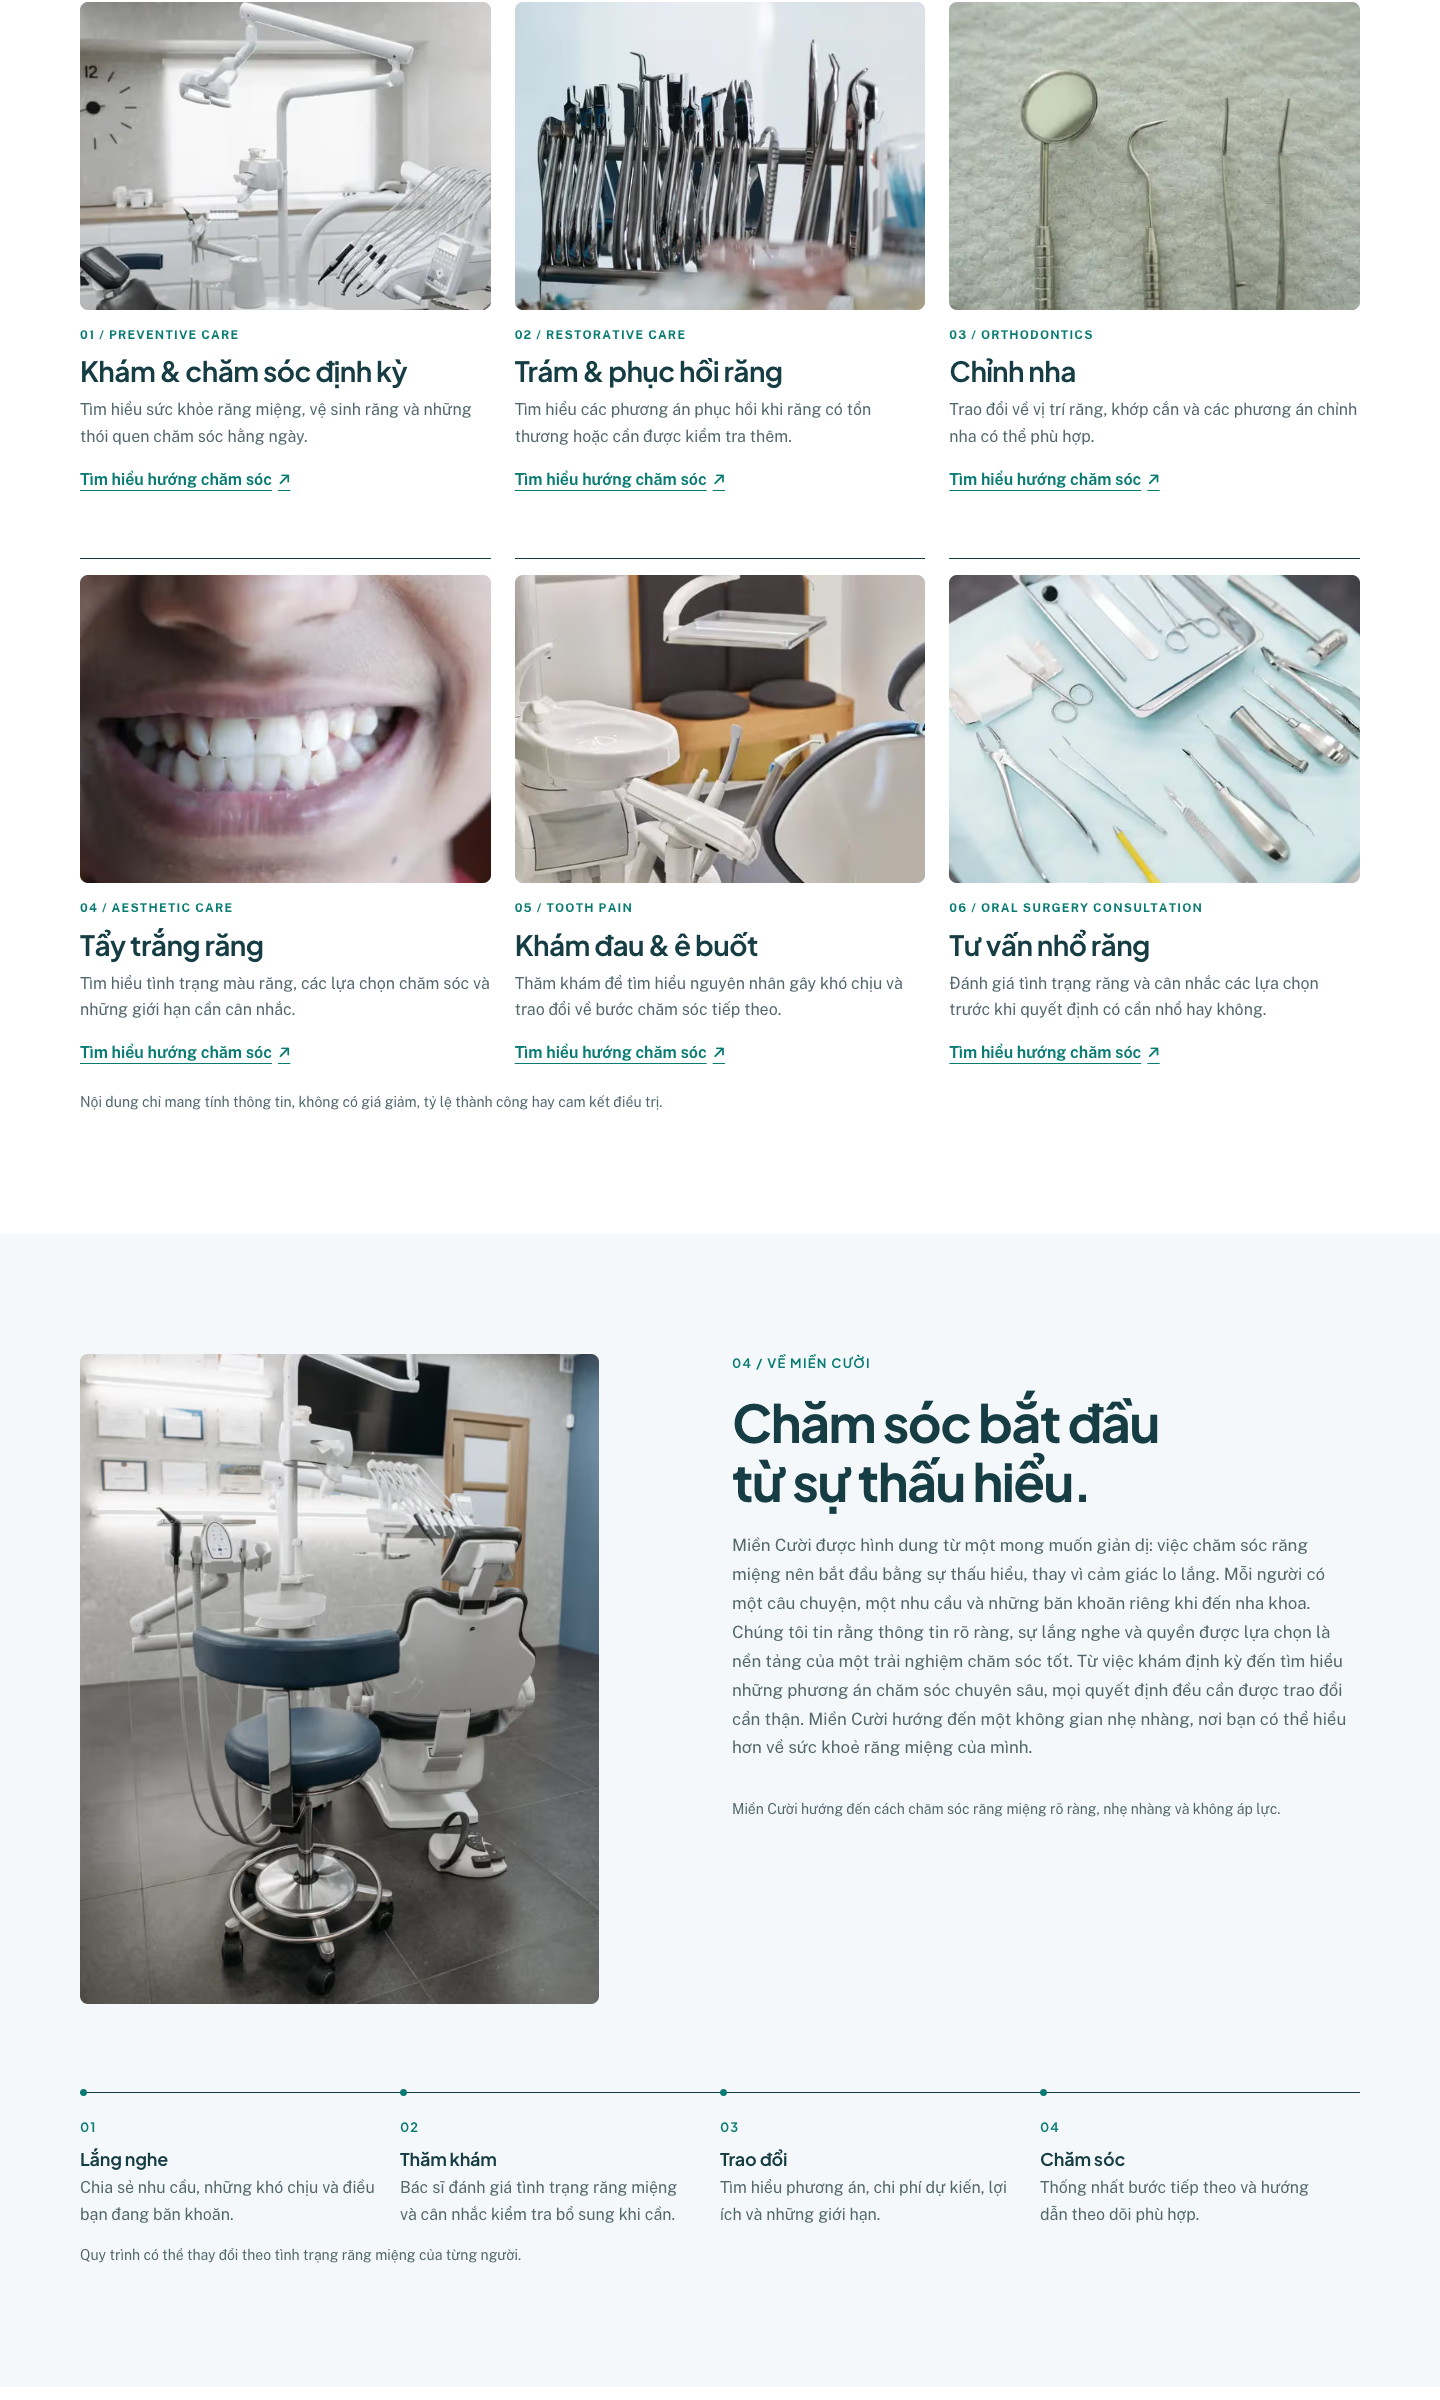 12
01 / PREVENTIVE CARE
Khám & chăm sóc định kỳ
Tìm hiểu sức khỏe răng miệng, vệ sinh răng và những
thói quen chăm sóc hằng ngày.
Tìm hiểu hướng chăm sóc ↗
02 / RESTORATIVE CARE
Trám & phục hồi răng
Tìm hiểu các phương án phục hồi khi răng có tổn
thương hoặc cần được kiểm tra thêm.
Tìm hiểu hướng chăm sóc ↗
03 / ORTHODONTICS
Chỉnh nha
Trao đổi về vị trí răng, khớp cắn và các phương án chỉnh
nha có thể phù hợp.
Tìm hiểu hướng chăm sóc ↗
04 / AESTHETIC CARE
Tẩy trắng răng
Tìm hiểu tình trạng màu răng, các lựa chọn chăm sóc và
những giới hạn cần cân nhắc.
Tìm hiểu hướng chăm sóc ↗
05 / TOOTH PAIN
Khám đau & ê buốt
Thăm khám để tìm hiểu nguyên nhân gây khó chịu và
trao đổi về bước chăm sóc tiếp theo.
Tìm hiểu hướng chăm sóc ↗
06 / ORAL SURGERY CONSULTATION
Tư vấn nhổ răng
Đánh giá tình trạng răng và cân nhắc các lựa chọn
trước khi quyết định có cần nhổ hay không.
Tìm hiểu hướng chăm sóc ↗
Nội dung chỉ mang tính thông tin, không có giá giảm, tỷ lệ thành công hay cam kết điều trị.
04 / VỀ MIỀN CƯỜI
Chăm sóc bắt đầu
từ sự thấu hiểu.
Miền Cười được hình dung từ một mong muốn giản dị: việc chăm sóc răng
miệng nên bắt đầu bằng sự thấu hiểu, thay vì cảm giác lo lắng. Mỗi người có
một câu chuyện, một nhu cầu và những băn khoăn riêng khi đến nha khoa.
Chúng tôi tin rằng thông tin rõ ràng, sự lắng nghe và quyền được lựa chọn là
nền tảng của một trải nghiệm chăm sóc tốt. Từ việc khám định kỳ đến tìm hiểu
những phương án chăm sóc chuyên sâu, mọi quyết định đều cần được trao đổi
cẩn thận. Miền Cười hướng đến một không gian nhẹ nhàng, nơi bạn có thể hiểu
hơn về sức khoẻ răng miệng của mình.
Miền Cười hướng đến cách chăm sóc răng miệng rõ ràng, nhẹ nhàng và không áp lực.
01
Lắng nghe
Chia sẻ nhu cầu, những khó chịu và điều
bạn đang băn khoăn.
02
Thăm khám
Bác sĩ đánh giá tình trạng răng miệng
và cân nhắc kiểm tra bổ sung khi cần.
03
Trao đổi
Tìm hiểu phương án, chi phí dự kiến, lợi
ích và những giới hạn.
04
Chăm sóc
Thống nhất bước tiếp theo và hướng
dẫn theo dõi phù hợp.
Quy trình có thể thay đổi theo tình trạng răng miệng của từng người.